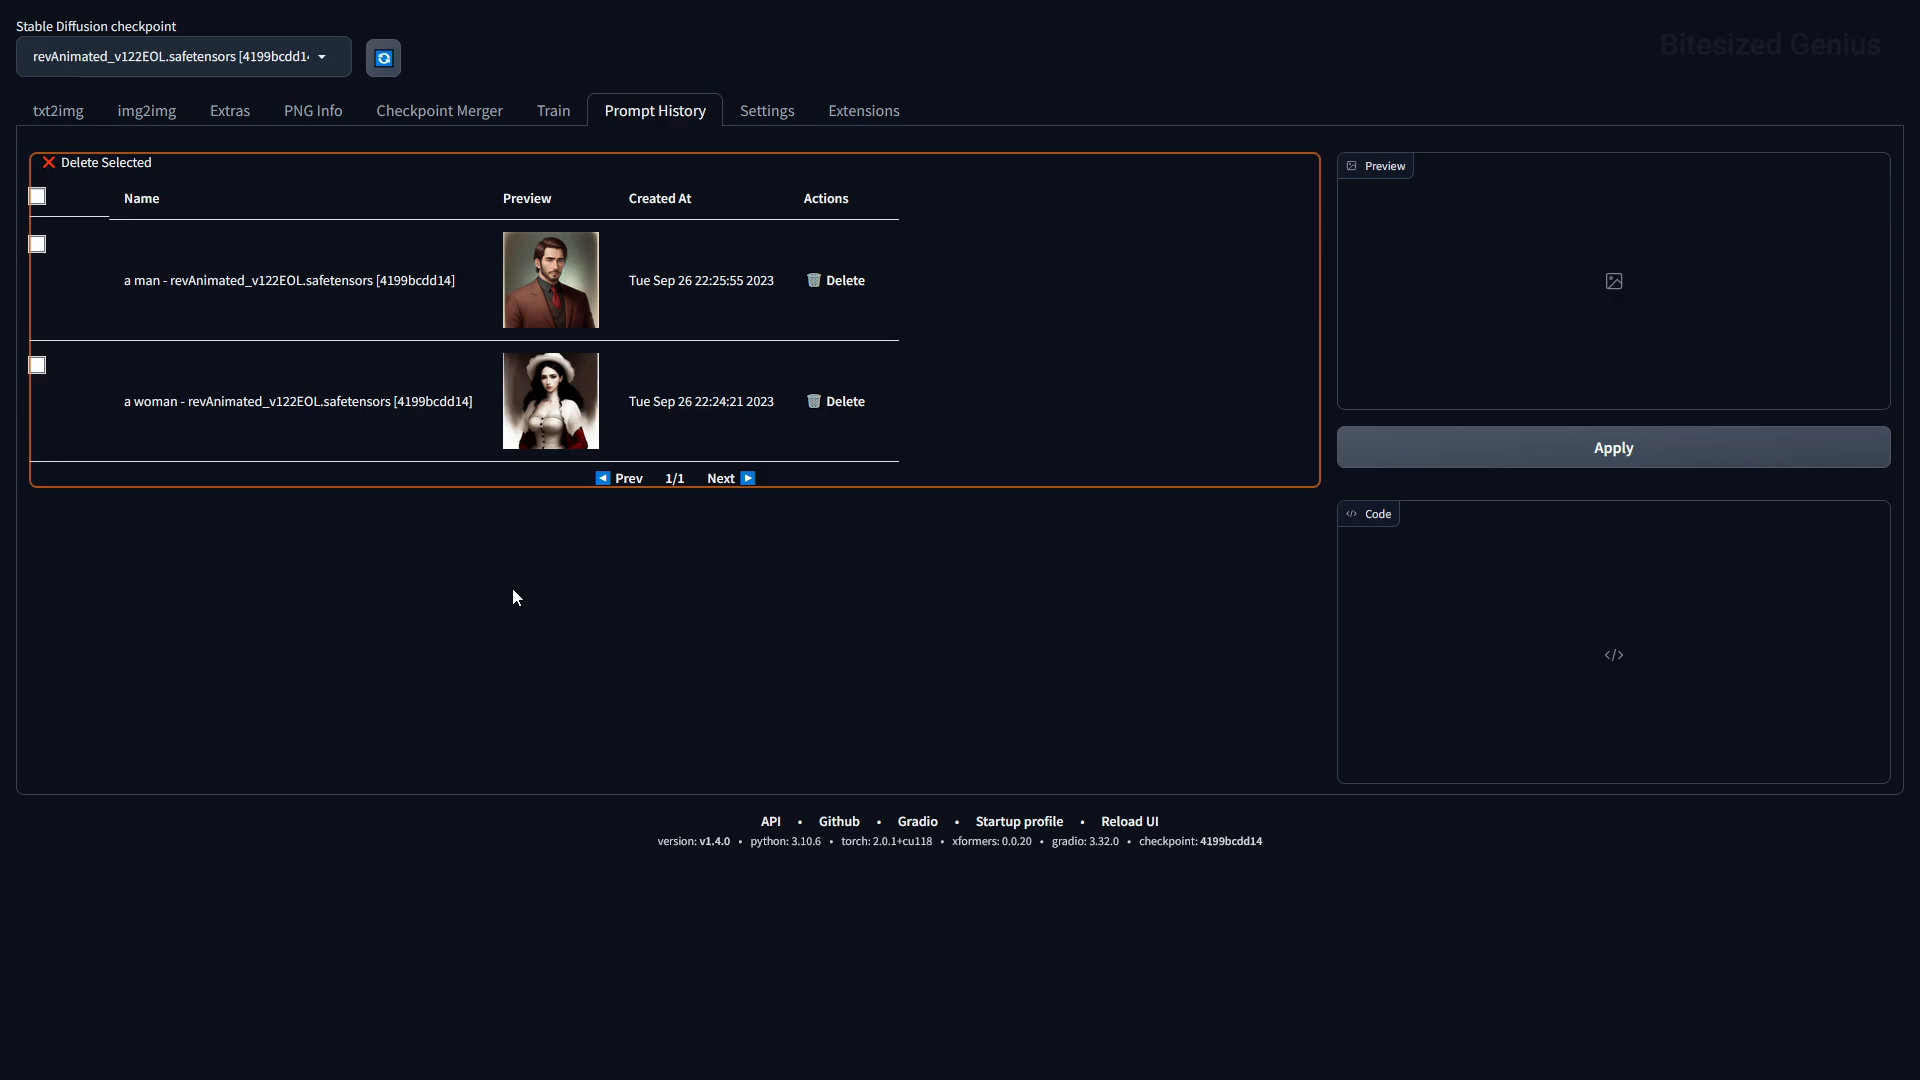 Stable Diffusion checkpoint
revAnimated_v122EOL.safetensors [4199bcdd1
Bitesized Genius
txt2img img2img Extras PNG Info Checkpoint Merger Train Prompt History Settings Extensions
Delete Selected
Name Preview Created At Actions
a man - revAnimated_v122EOL.safetensors [4199bcdd14] Tue Sep 26 22:25:55 2023 Delete
a woman - revAnimated_v122EOL.safetensors [4199bcdd14] Tue Sep 26 22:24:21 2023 Delete
Prev 1/1 Next
Preview
Apply
Code
API • Github • Gradio • Startup profile • Reload UI
version: v1.4.0 • python: 3.10.6 • torch: 2.0.1+cu118 • xformers: 0.0.20 • gradio: 3.32.0 • checkpoint: 4199bcdd14